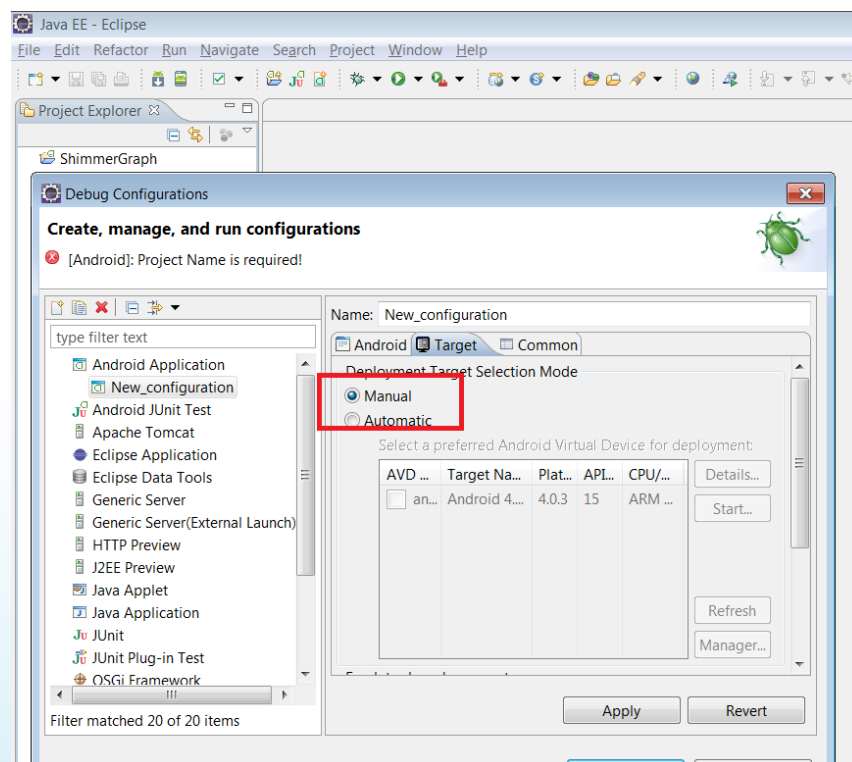 Java EE - Eclipse
File Edit Refactor Run Navigate Search Project Window Help
Project Explorer
ShimmerGraph
Debug Configurations
Create, manage, and run configurations
[Android]: Project Name is required!
type filter text
Android Application
New_configuration
Android JUnit Test
Apache Tomcat
Eclipse Application
Eclipse Data Tools
Generic Server
Generic Server(External Launch)
HTTP Preview
J2EE Preview
Java Applet
Java Application
JUnit
JUnit Plug-in Test
OSGi Framework
Filter matched 20 of 20 items
Name: New_configuration
Android Target Common
Deployment Target Selection Mode
Manual
Automatic
Select a preferred Android Virtual Device for deployment:
AVD ... Target Na... Plat... API... CPU/...
an... Android 4.... 4.0.3 15 ARM ...
Details...
Start...
Refresh
Manager...
Apply Revert